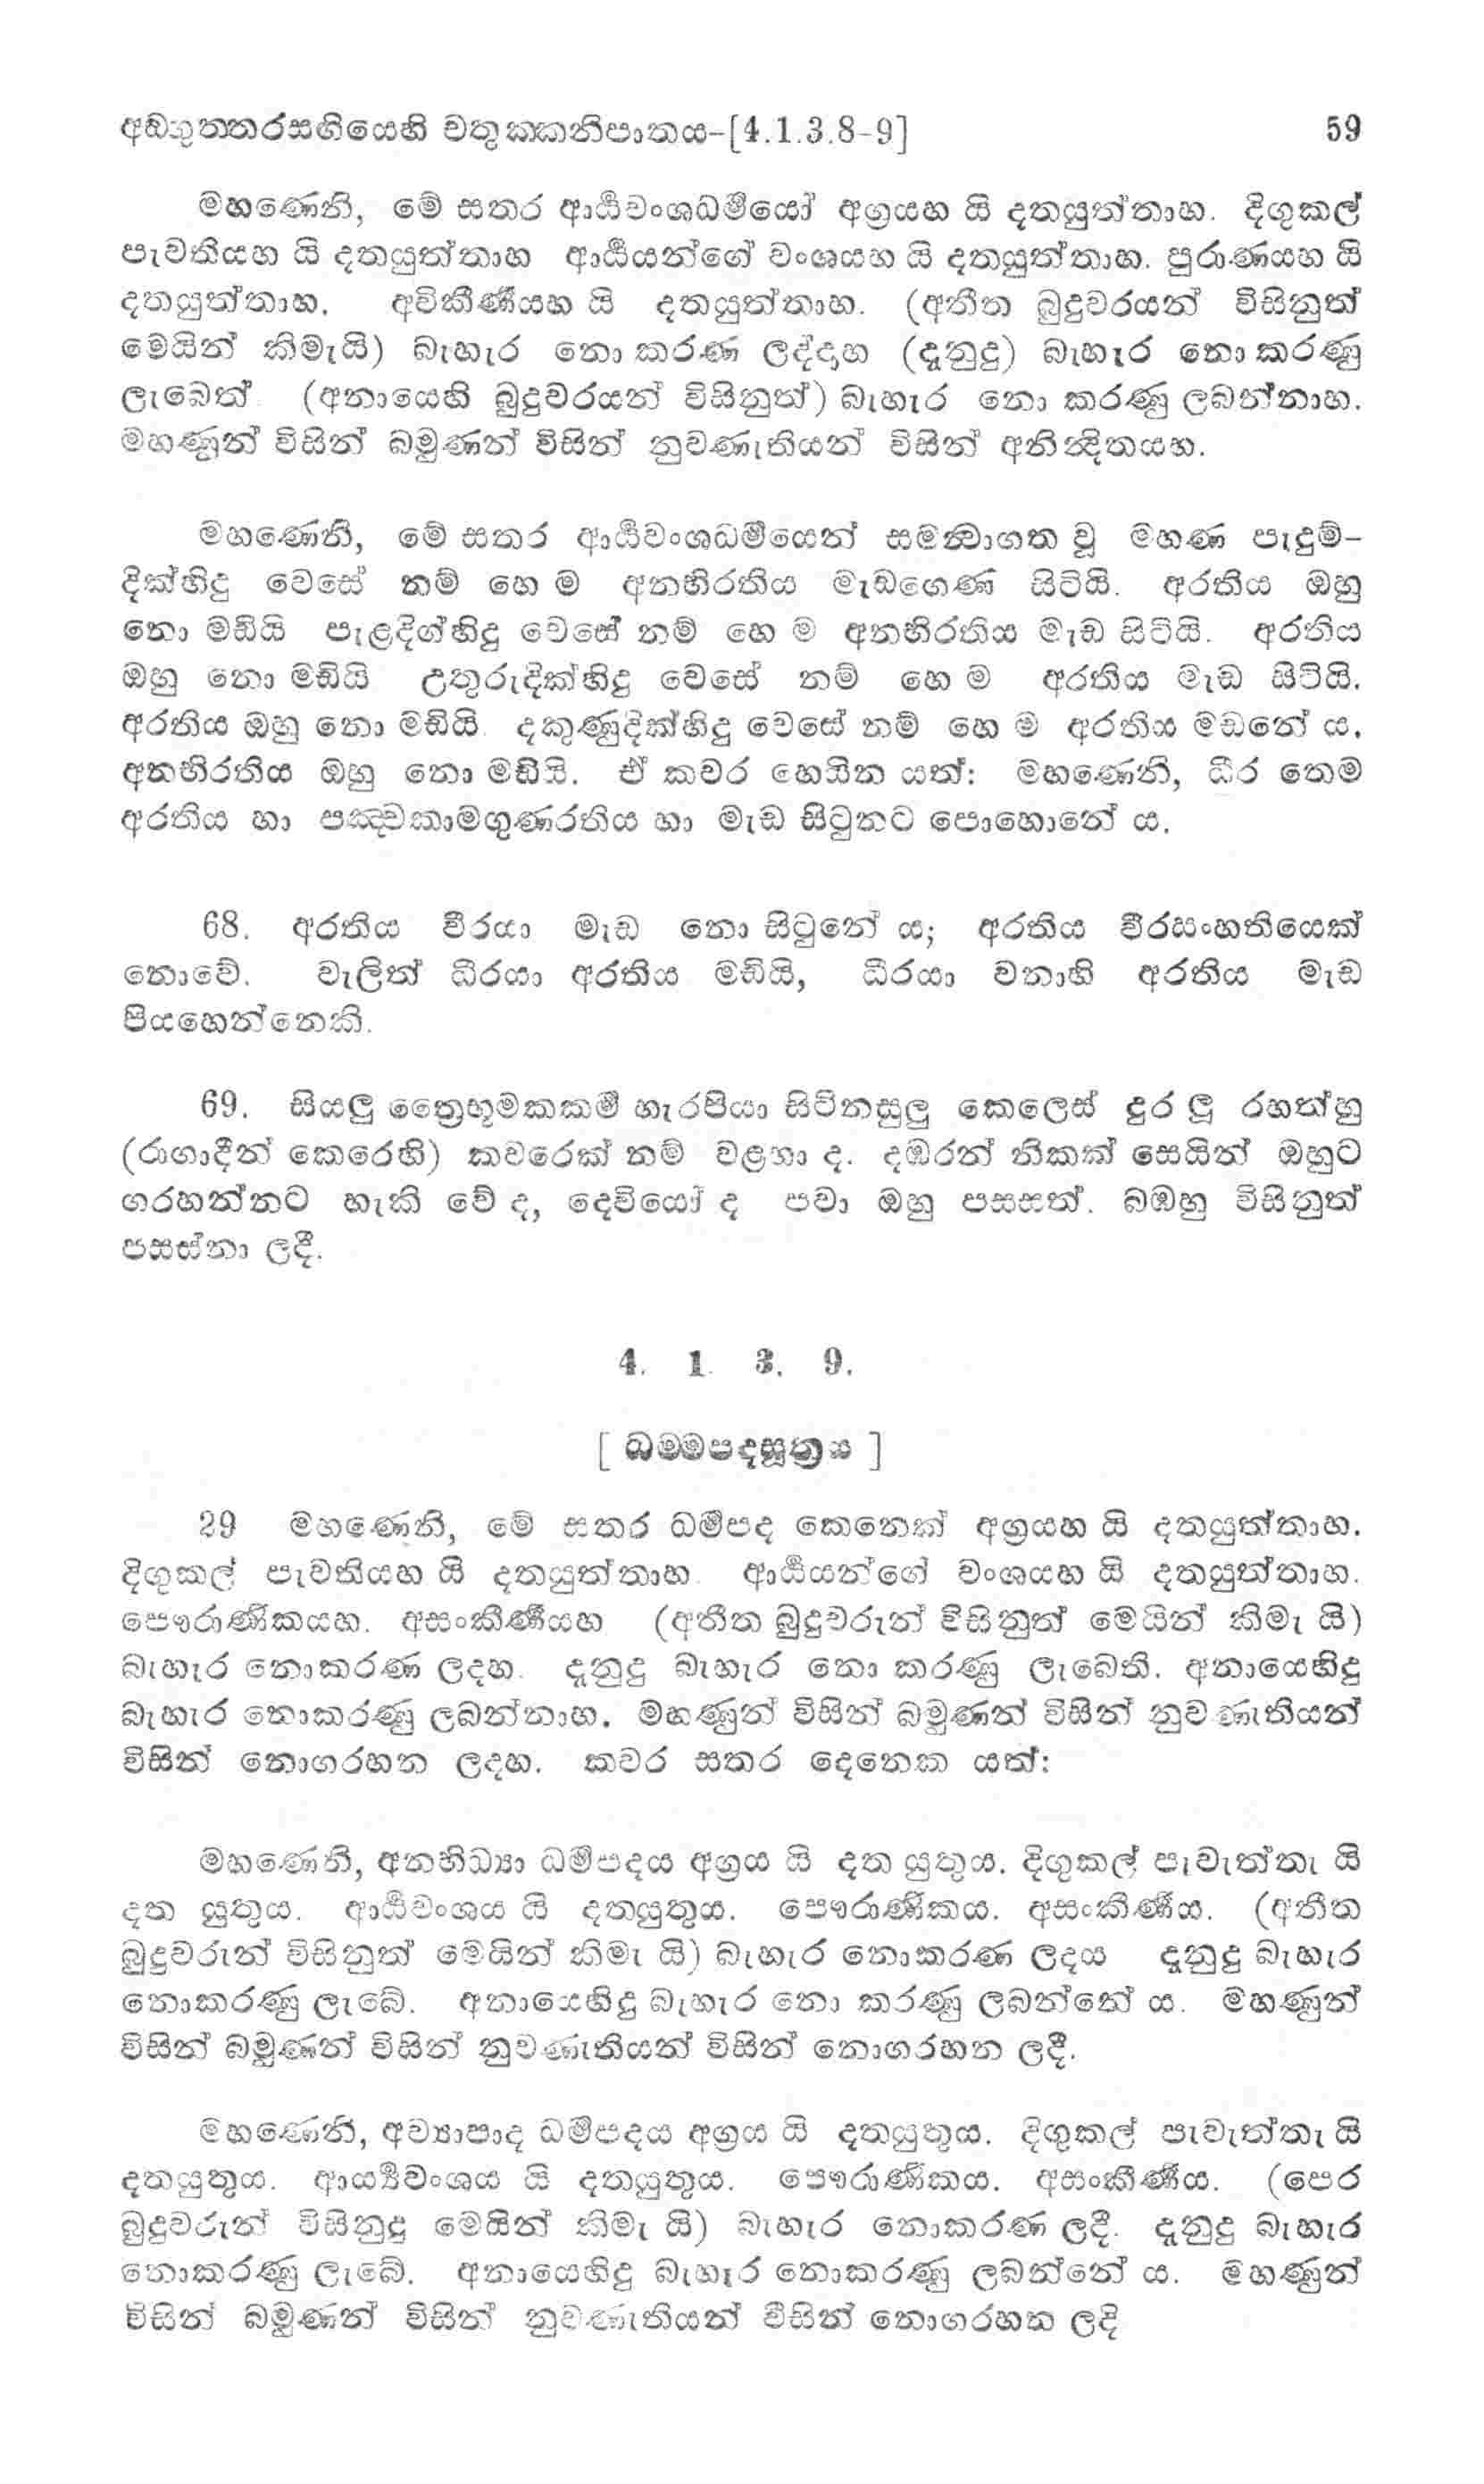 අඞගුත්තරසඟියෙහි චතුක්කනිපාතය-[4.1.3.8-9] 59
මහණෙනි, මේ සතර ආර්‍ය්‍යවංශධර්‍මයෝ අග්‍රයහ යි දතයුත්තාහ. දිගුකල්
පැවතියහ යි දතයුත්තාහ ආර්‍ය්‍යයන්ගේ වංශයහ යි දතයුත්තාහ. පුරාණයහ යි
දතයුත්තාහ. අවිකීර්‍ණයහ යි දතයුත්තාහ. (අතීත බුදුවරයන් විසිනුත්
මෙයින් කිමැයි) බැහැර නො කරණ ලද්දාහ (දැනුදු) බැහැර නො කරණු
ලැබෙත් (අනායෙහි බුදුවරයන් විසිනුත්) බැහැර නො කරණු ලබන්නාහ.
මහණුන් විසින් බමුණන් විසින් නුවණැතියන් විසින් අනින්‍දිතයහ.
මහණෙනි, මේ සතර ආර්‍ය්‍යවංශධර්‍මයෙන් සමන්‍වාගත වූ මහණ පැදුම්-
දික්හිදු වෙසේ නම් හෙ ම අනභිරතිය මැඩගෙණ සිටියි. අරතිය ඔහු
නො මඩියි පැළදිග්හිදු වෙසේ නම් හෙ ම අනභිරතිය මැඩ සිටියි. අරතිය
ඔහු නො මඩියි උතුරුදික්හිදු වෙසේ නම් හෙ ම අරතිය මැඩ සිටියි.
අරතිය ඔහු නො මඩියි. දකුණුදික්හිදු වෙසේ නම් හෙ ම අරතිය මඩනේ ය.
අනභිරතිය ඔහු නො මඩියි. ඒ කවර හෙයින යත්: මහණෙනි, ධීර තෙම
අරතිය හා පඤ්චකාමගුණරතිය හා මැඩ සිටුනට පොහොනේ ය.
68. අරතිය වීරයා මැඩ නො සිටුනේ ය; අරතිය වීරසංහතියෙක්
නොවේ. වැලිත් ධීරයා අරතිය මඩියි, ධීරයා වනාහි අරතිය මැඩ
පියහෙන්නෙකි.
69. සියලු ත්‍රෛභූමකකර්‍ම හැරපියා සිටිනසුලු කෙලෙස් දුර ලූ රහත්හු
(රාගාදීන් කෙරෙහි) කවරෙක් නම් වළහා ද. දඹරන් නිකක් සෙයින් ඔහුට
ගරහන්නට හැකි වේ ද, දෙවියෝ ද පවා ඔහු පසසත්. බඹහු විසිනුත්
පසස්නා ලදී.
4. 1. 3. 9.
[ ධම්මපදසූත්‍රය ]
29 මහණෙනි, මේ සතර ධර්‍මපද කෙනෙක් අග්‍රයහ යි දතයුත්තාහ.
දිගුකල් පැවතියහ යි දතයුත්තාහ. ආර්‍ය්‍යයන්ගේ වංශයහ යි දතයුත්තාහ.
පෞරාණිකයහ. අසංකීර්‍ණයහ (අතීත බුදුවරුන් විසිනුත් මෙයින් කිමැ යි)
බැහැර නොකරණ ලදහ. දැනුදු බැහැර නො කරණු ලැබෙති. අනායෙහිදු
බැහැර නොකරණු ලබන්නාහ. මහණුන් විසින් බමුණන් විසින් නුවණැතියන්
විසින් නොගරහන ලදහ. කවර සතර දෙනෙක යත්:
මහණෙනි, අනභිධ්‍යා ධර්‍මපදය අග්‍රය යි දත යුතුය. දිගුකල් පැවැත්තැ යි
දත යුතුය. ආර්‍ය්‍යවංශය යි දතයුතුය. පෞරාණිකය. අසංකීර්‍ණය. (අතීත
බුදුවරුන් විසිනුත් මෙයින් කිමැ යි) බැහැර නොකරණ ලදය දැනුදු බැහැර
නොකරණු ලැබේ. අනායෙහිදු බැහැර නො කරණු ලබන්නේ ය. මහණුන්
විසින් බමුණන් විසින් නුවණැතියන් විසින් නොගරහන ලදී.
මහණෙනි, අව්‍යාපාද ධර්‍මපදය අග්‍රය යි දතයුතුය. දිගුකල් පැවැත්තැ යි
දතයුතුය. ආර්‍ය්‍යවංශය යි දතයුතුය. පෞරාණිකය. අසංකීර්‍ණය. (පෙර
බුදුවරුන් විසිනුදු මෙයින් කිමැ යි) බැහැර නොකරණ ලදී. දැනුදු බැහැර
නොකරණු ලැබේ. අනායෙහිදු බැහැර නොකරණු ලබන්නේ ය. මහණුන්
විසින් බමුණන් විසින් නුවණැතියන් විසින් නොගරහන ලදි